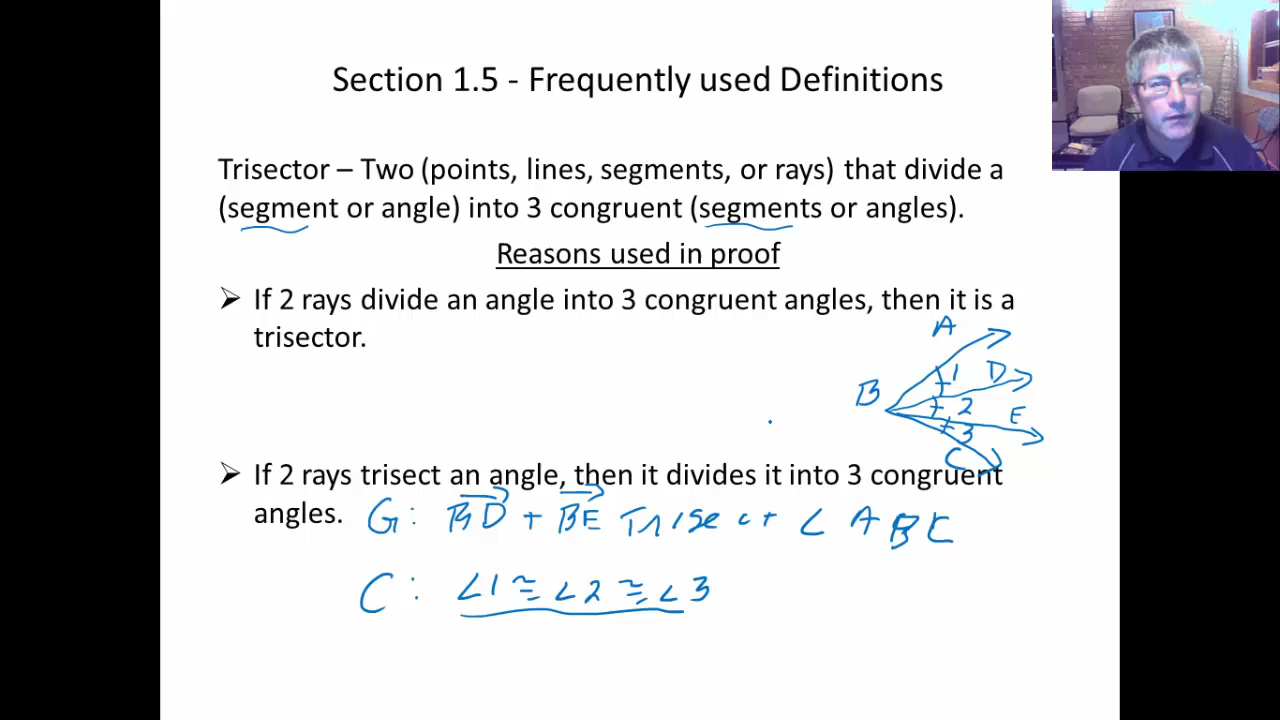 Section 1.5 - Frequently used Definitions
Trisector – Two (points, lines, segments, or rays) that divide a
(segment or angle) into 3 congruent (segments or angles).
Reasons used in proof
➢ If 2 rays divide an angle into 3 congruent angles, then it is a
trisector.
A
B
1
D
2
E
3
C
➢ If 2 rays trisect an angle, then it divides it into 3 congruent
angles.
G: BD + BE Trisect ∠ ABC
C: ∠1 ≅ ∠2 ≅ ∠3